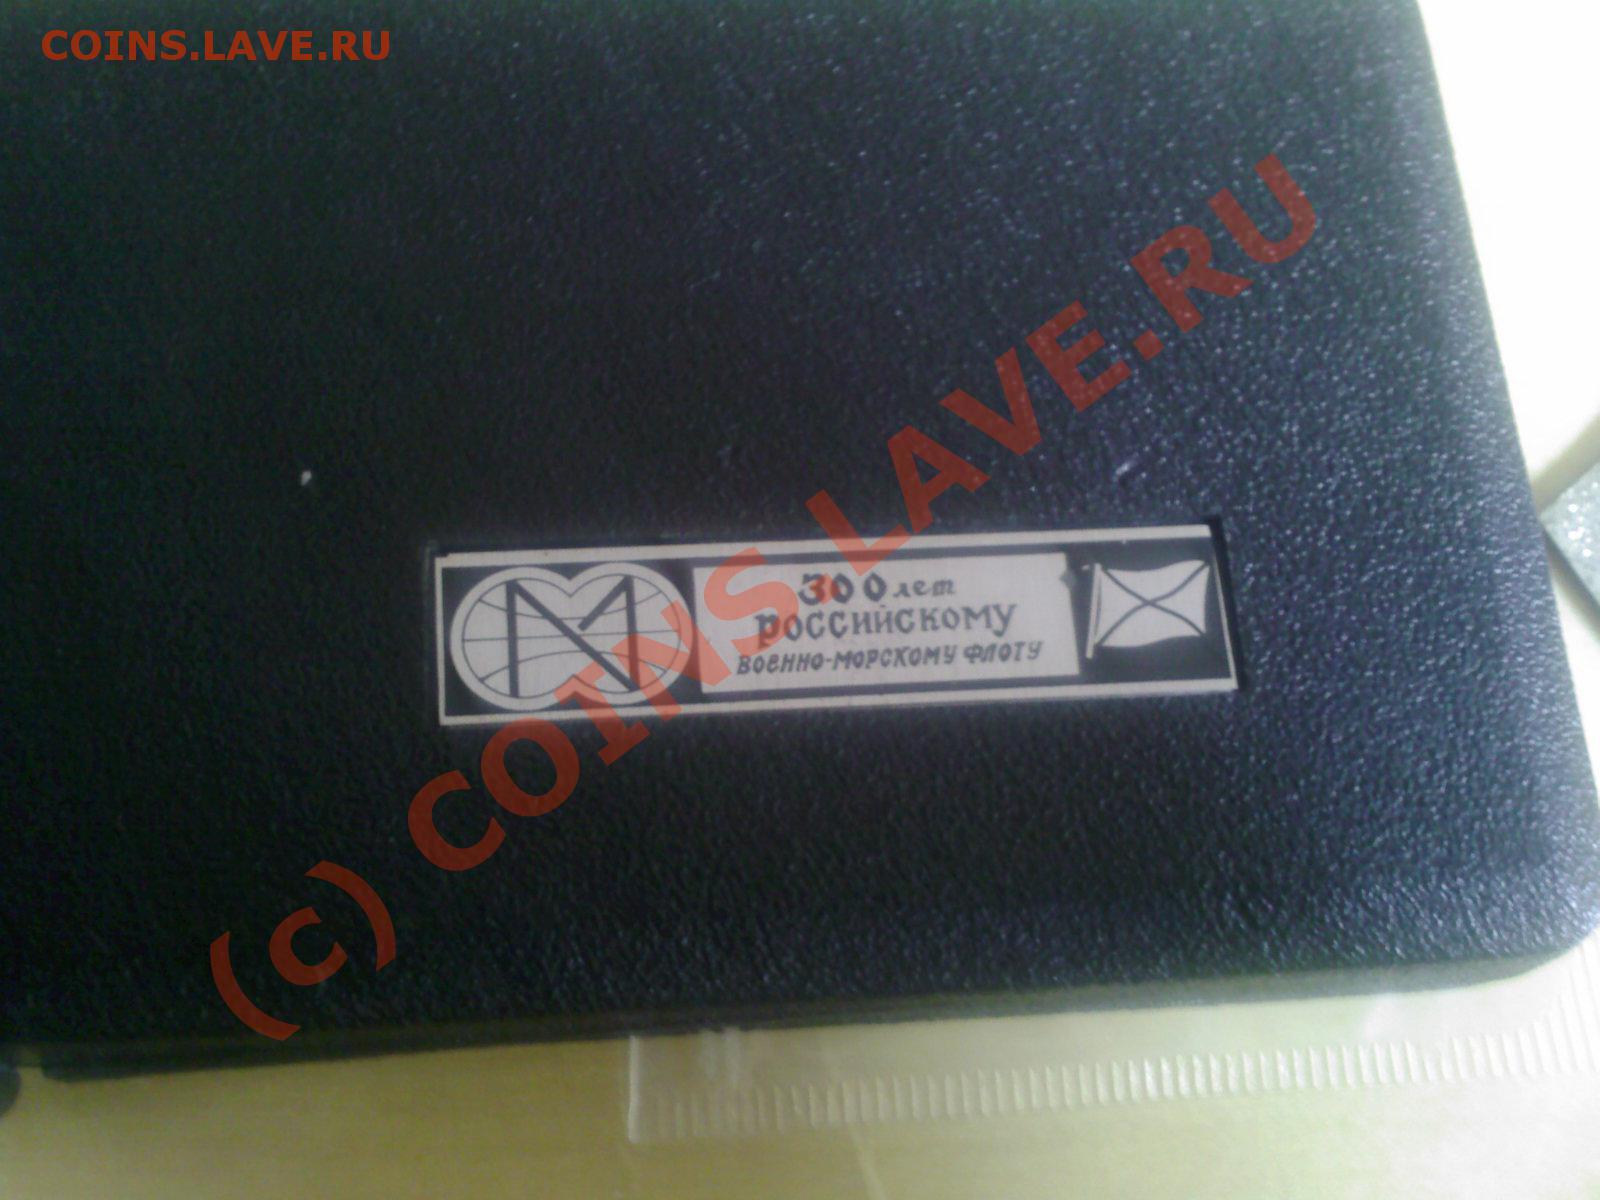 COINS.LAVE.RU
300 лет
РОССИЙСКОМУ
ВОЕННО-МОРСКОМУ ФЛОТУ
(c) COINS.LAVE.RU